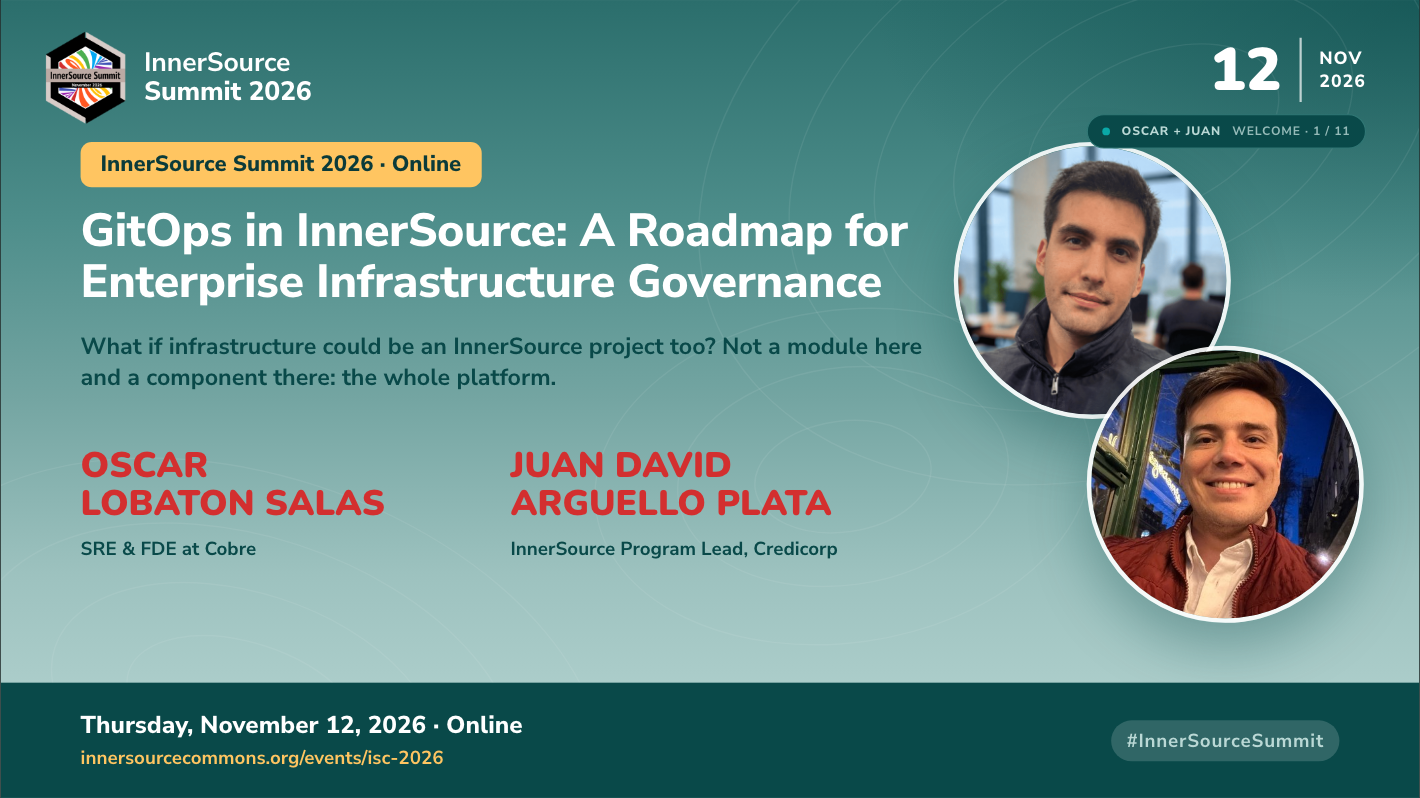 InnerSource Summit
November 2026
InnerSource
Summit 2026
12
NOV
2026
OSCAR + JUAN WELCOME · 1 / 11
InnerSource Summit 2026 · Online
GitOps in InnerSource: A Roadmap for
Enterprise Infrastructure Governance
What if infrastructure could be an InnerSource project too? Not a module here
and a component there: the whole platform.
OSCAR
LOBATON SALAS
SRE & FDE at Cobre
JUAN DAVID
ARGUELLO PLATA
InnerSource Program Lead, Credicorp
Thursday, November 12, 2026 · Online
innersourcecommons.org/events/isc-2026
#InnerSourceSummit